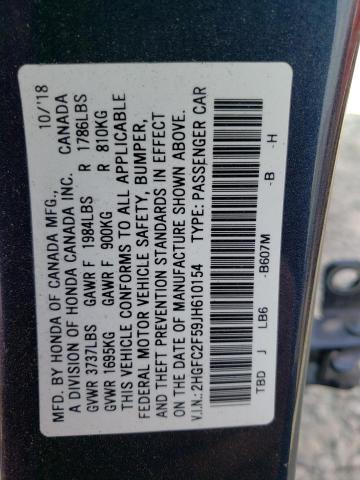 MFD. BY HONDA OF CANADA MFG., 10/'18
A DIVISION OF HONDA CANADA INC. CANADA
GVWR 3737LBS GAWR F 1984LBS R 1786LBS
GVWR 1695KG GAWR F 900KG R 810KG
THIS VEHICLE CONFORMS TO ALL APPLICABLE
FEDERAL MOTOR VEHICLE SAFETY, BUMPER,
AND THEFT PREVENTION STANDARDS IN EFFECT
ON THE DATE OF MANUFACTURE SHOWN ABOVE.
V.I.N.: 2HGFC2F59JH610154 TYPE: PASSENGER CAR
TBD J LB6 -B607M -B -H